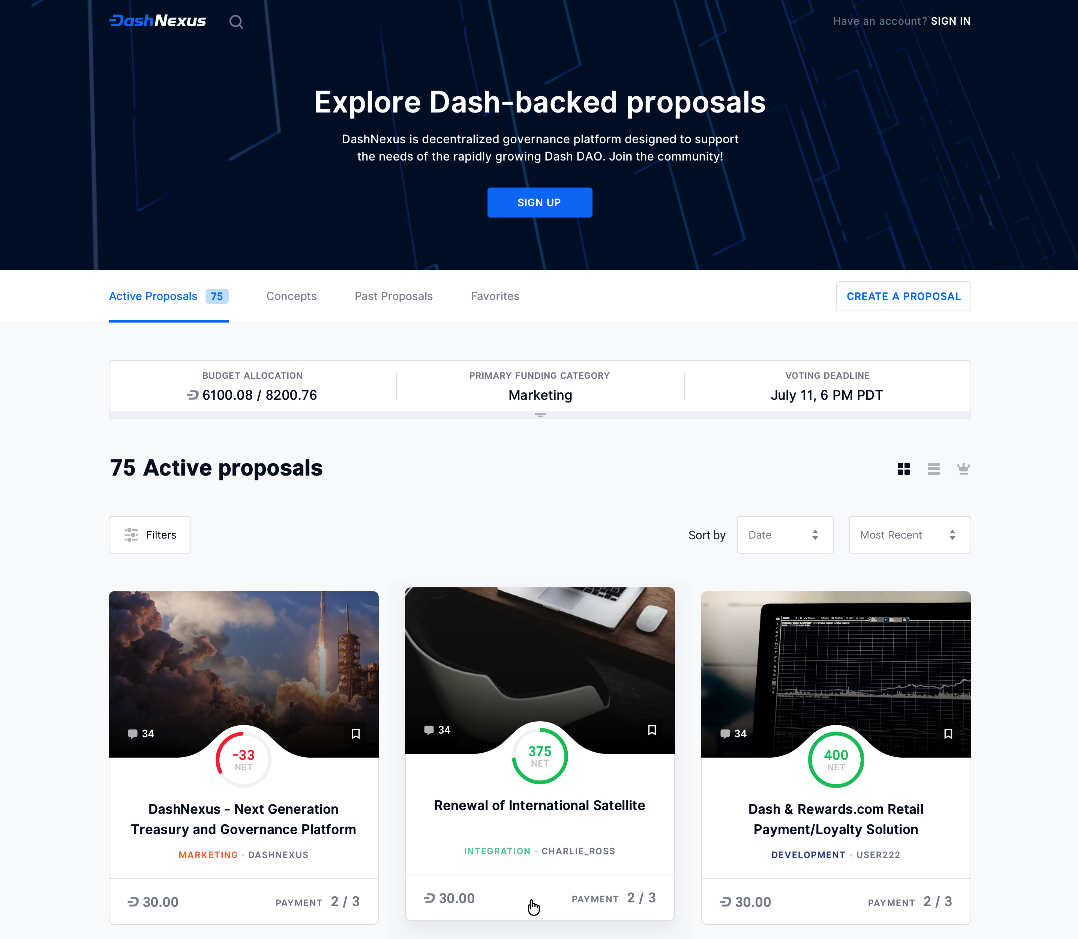 DashNexus
Have an account? SIGN IN
Explore Dash-backed proposals
DashNexus is decentralized governance platform designed to support
the needs of the rapidly growing Dash DAO. Join the community!
SIGN UP
Active Proposals 75
Concepts
Past Proposals
Favorites
CREATE A PROPOSAL
BUDGET ALLOCATION
6100.08 / 8200.76
PRIMARY FUNDING CATEGORY
Marketing
VOTING DEADLINE
July 11, 6 PM PDT
75 Active proposals
Filters
Sort by
Date
Most Recent
34
-33
NET
DashNexus - Next Generation
Treasury and Governance Platform
MARKETING • DASHNEXUS
30.00
PAYMENT 2 / 3
34
375
NET
Renewal of International Satellite
INTEGRATION • CHARLIE_ROSS
30.00
PAYMENT 2 / 3
34
400
NET
Dash & Rewards.com Retail
Payment/Loyalty Solution
DEVELOPMENT • USER222
30.00
PAYMENT 2 / 3